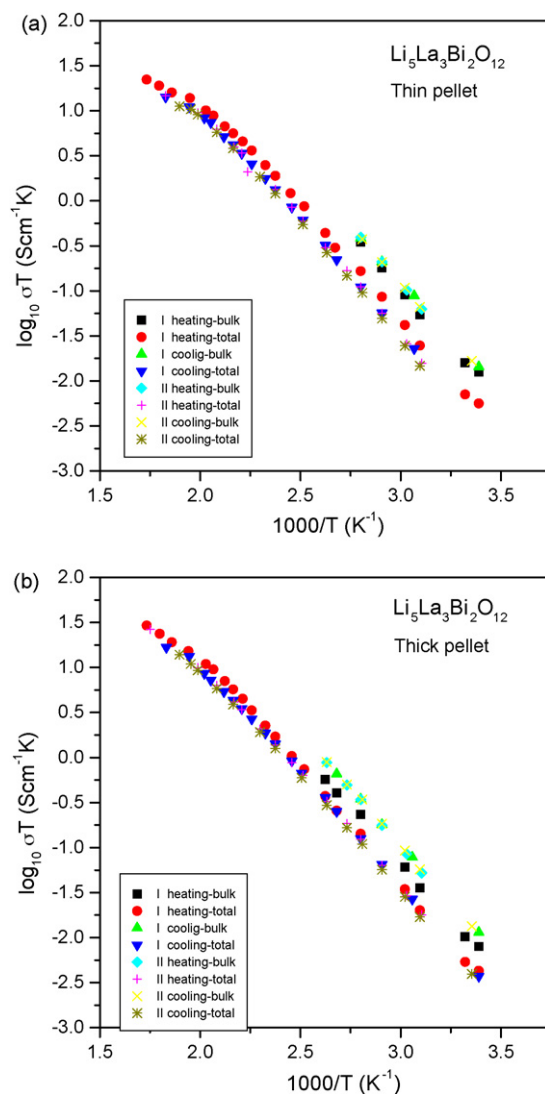 (a)
Li₅La₃Bi₂O₁₂
Thin pellet
log₁₀ σT (Scm⁻¹K)
2.0
1.5
1.0
0.5
0.0
-0.5
-1.0
-1.5
-2.0
-2.5
-3.0
I heating-bulk
I heating-total
I coolig-bulk
I cooling-total
II heating-bulk
II heating-total
II cooling-bulk
II cooling-total
1.5 2.0 2.5 3.0 3.5
1000/T (K⁻¹)
(b)
Li₅La₃Bi₂O₁₂
Thick pellet
log₁₀ σT (Scm⁻¹K)
2.0
1.5
1.0
0.5
0.0
-0.5
-1.0
-1.5
-2.0
-2.5
-3.0
I heating-bulk
I heating-total
I coolig-bulk
I cooling-total
II heating-bulk
II heating-total
II cooling-bulk
II cooling-total
1.5 2.0 2.5 3.0 3.5
1000/T (K⁻¹)